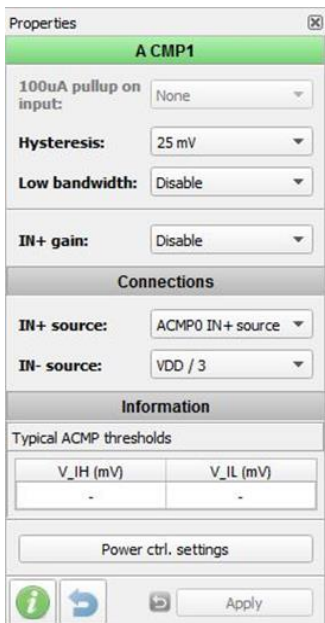 Properties
A CMP1
100uA pullup on
input:
None
Hysteresis:
25 mV
Low bandwidth:
Disable
IN+ gain:
Disable
Connections
IN+ source:
ACMP0 IN+ source
IN- source:
VDD / 3
Information
Typical ACMP thresholds
V_IH (mV)
V_IL (mV)
-
-
Power ctrl. settings
Apply